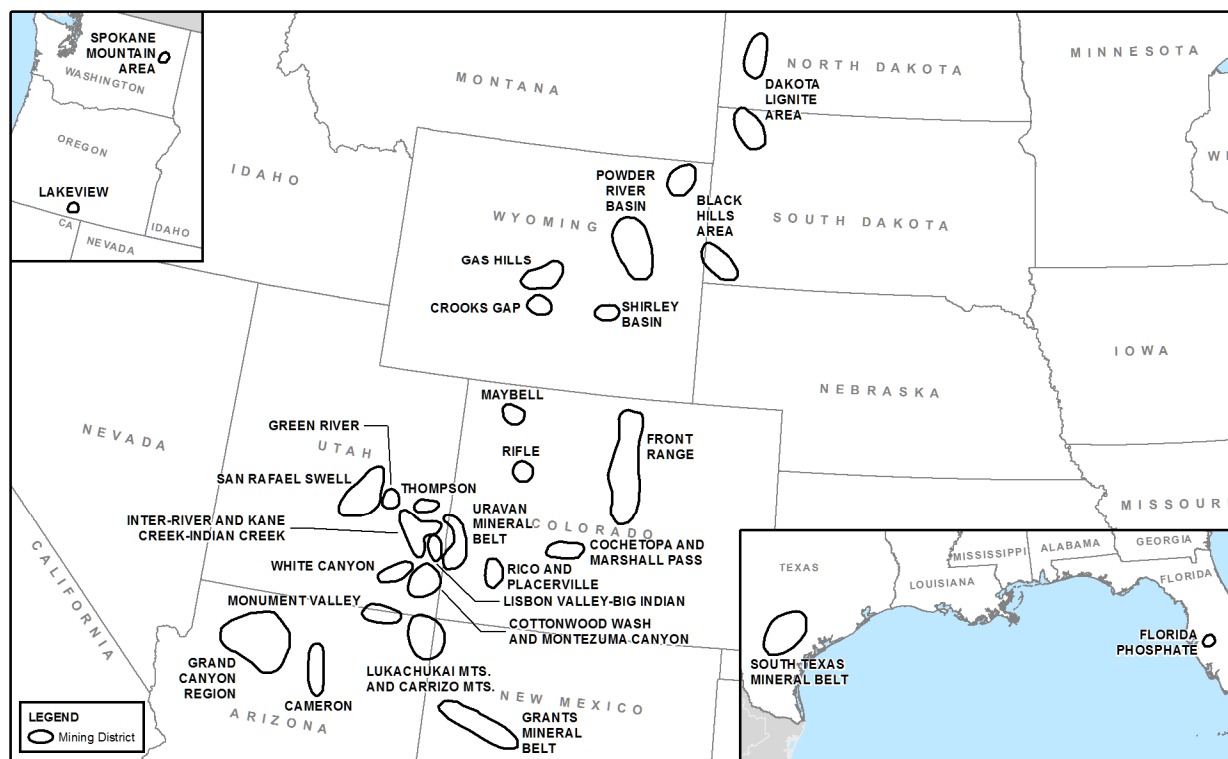 SPOKANE
MOUNTAIN
AREA
WASHINGTON
OREGON
LAKEVIEW
CA
NEVADA
IDAHO
MONTANA
NORTH DAKOTA
MINNESOTA
DAKOTA
LIGNITE
AREA
IDAHO
POWDER
RIVER
BASIN
BLACK
HILLS
AREA
WYOMING
SOUTH DAKOTA
GAS HILLS
CROOKS GAP
SHIRLEY
BASIN
IOWA
NEBRASKA
MAYBELL
GREEN RIVER
NEVADA
UTAH
RIFLE
FRONT
RANGE
SAN RAFAEL SWELL
THOMPSON
URAVAN
MINERAL
BELT
MISSOUR
INTER-RIVER AND KANE
CREEK-INDIAN CREEK
COLORADO
COCHETOPA AND
MARSHALL PASS
WHITE CANYON
RICO AND
PLACERVILLE
LISBON VALLEY-BIG INDIAN
CALIFORNIA
MONUMENT VALLEY
COTTONWOOD WASH
AND MONTEZUMA CANYON
GRAND
CANYON
REGION
CAMERON
LUKACHUKAI MTS.
AND CARRIZO MTS.
ARIZONA
NEW MEXICO
GRANTS
MINERAL
BELT
LEGEND
Mining District
TEXAS
LOUISIANA
MISSISSIPPI
ALABAMA
GEORGIA
FLORIDA
SOUTH TEXAS
MINERAL BELT
FLORIDA
PHOSPHATE